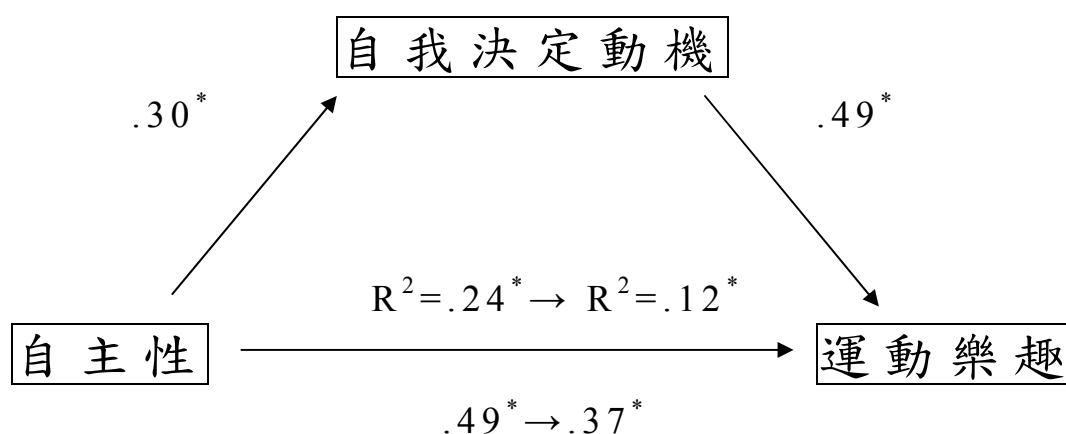 自我決定動機
.30*
.49*
R²=.24*→ R²=.12*
自主性
運動樂趣
.49*→.37*